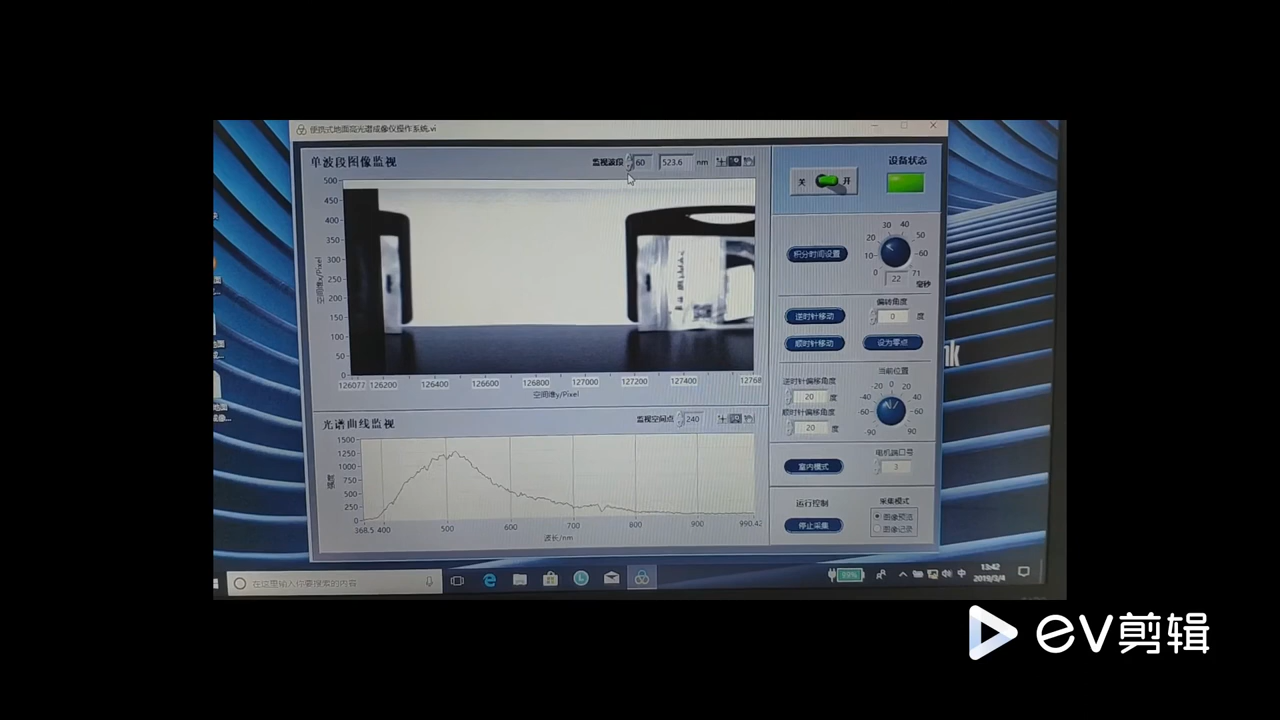 便携式地面高光谱成像仪操作系统.vi
单波段图像监视
监视波段 60 523.6 nm
500
450
400
350
300
250
200
150
100
50
0
空间维x/Pixel
126077 126200 126400 126600 126800 127000 127200 127400 12768
空间维y/Pixel
光谱曲线监视
监视空间点 240
1500
1250
1000
750
500
250
0
强度
368.5 400 500 600 700 800 900 990.42
波长/nm
关 开
设备状态
积分时间设置
0 10 20 30 40 50 60 71
22
毫秒
逆时针移动
顺时针移动
偏转角度
0 度
设为零点
逆时针偏移角度
20 度
顺时针偏移角度
20 度
当前位置
-90 -60 -40 -20 0 20 40 60 90
室内模式
电机端口号
3
运行控制
停止采集
采集模式
图像预览
图像记录
在这里输入你要搜索的内容
89%
中
13:42
2019/3/4
EV剪辑